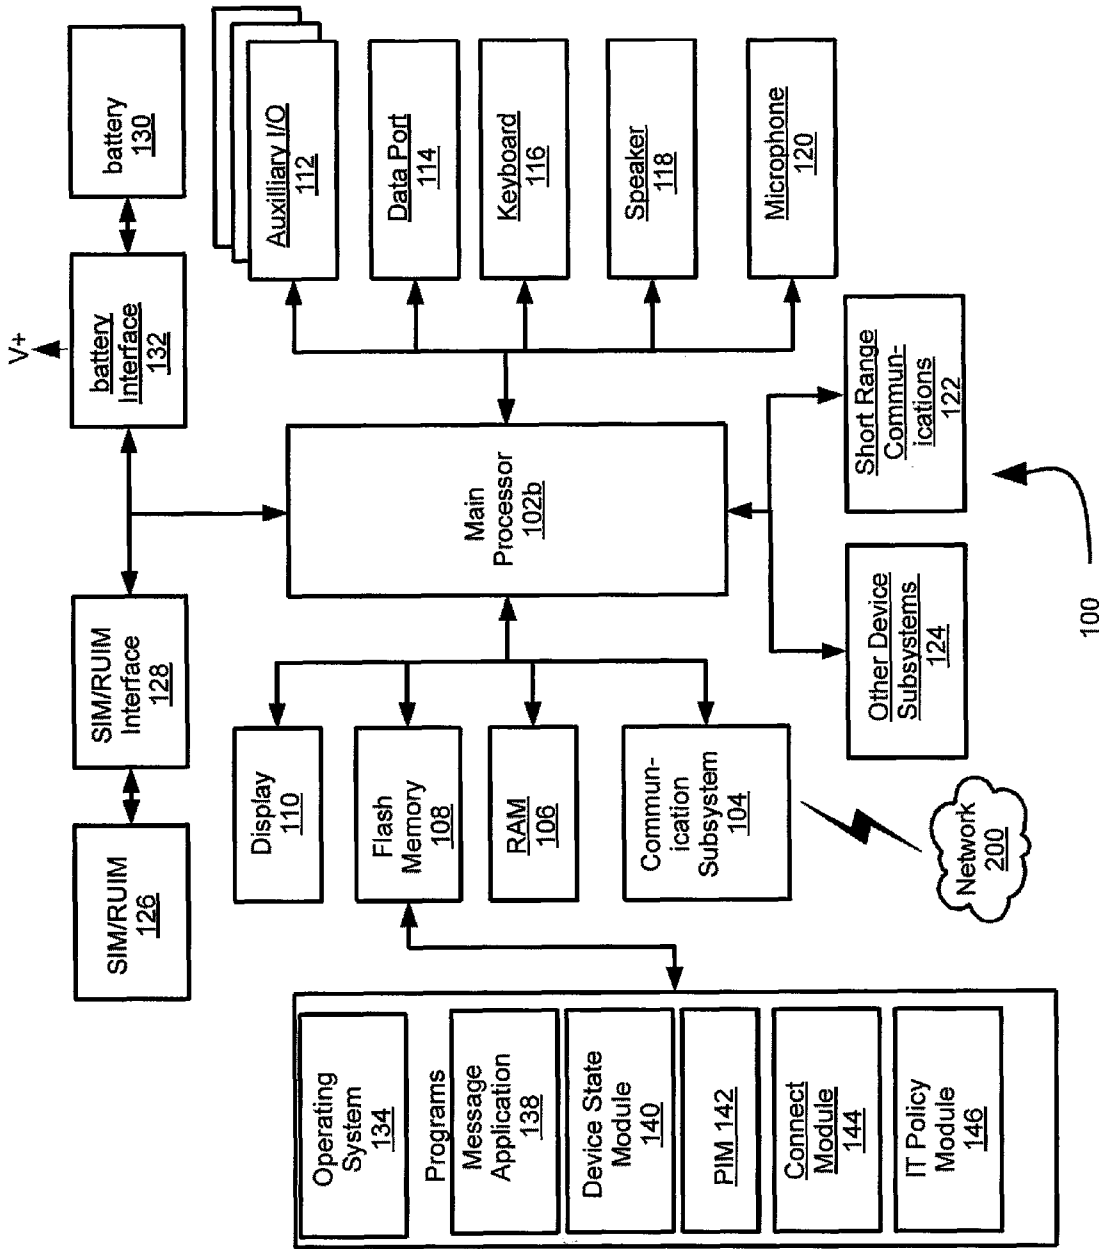 V+
SIM/RUIM
126
SIM/RUIM
Interface
128
battery
Interface
132
battery
130
Operating
System
134
Programs
Message
Application
138
Device State
Module
140
PIM 142
Connect
Module
144
IT Policy
Module
146
Display
110
Flash
Memory
108
RAM
106
Commun-
ication
Subsystem
104
Network
200
Main
Processor
102b
Auxilliary I/O
112
Data Port
114
Keyboard
116
Speaker
118
Microphone
120
Other Device
Subsystems
124
Short Range
Commun-
ications
122
100